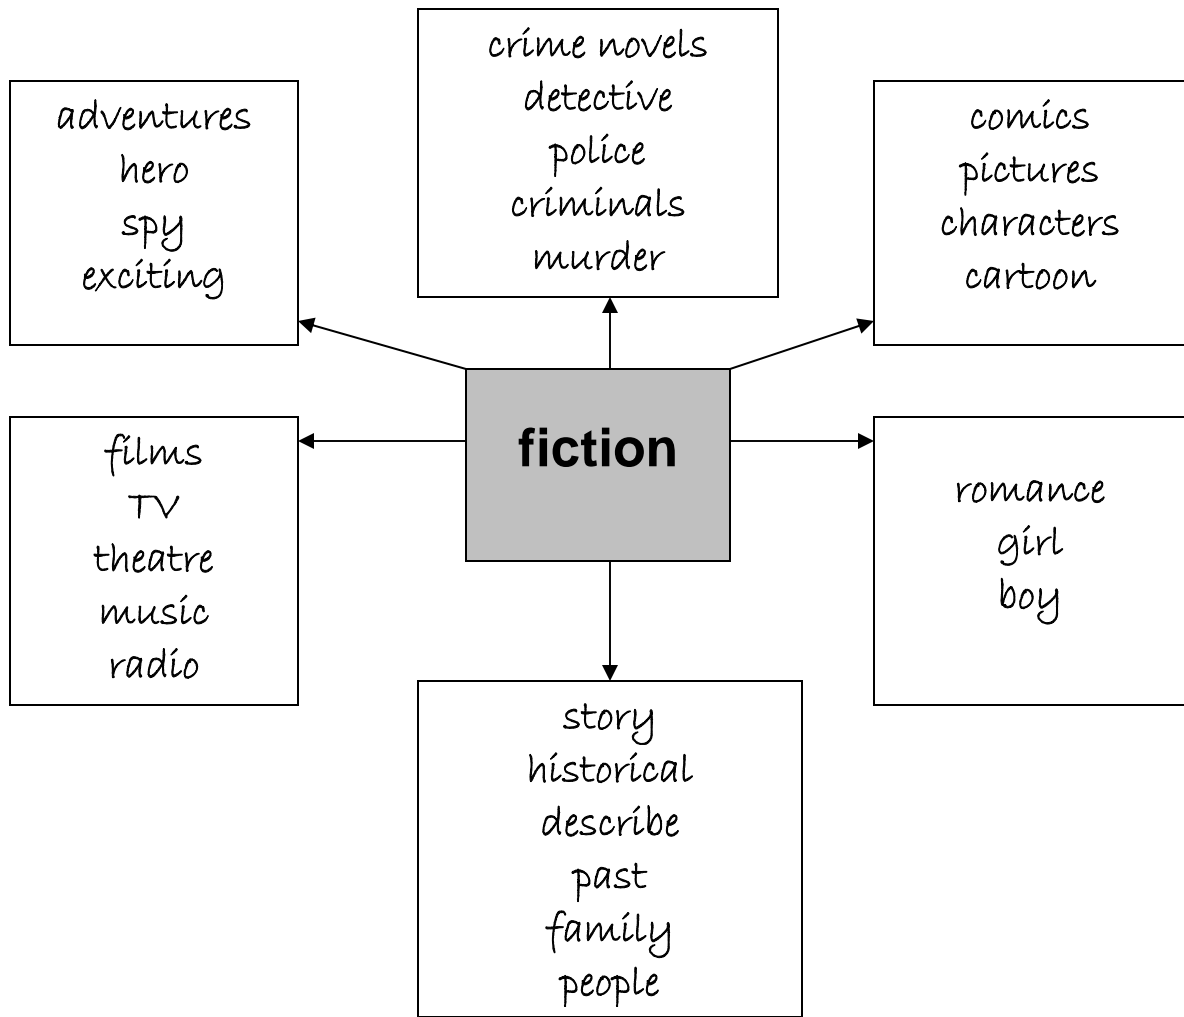 crime novels
detective
police
criminals
murder
adventures
hero
spy
exciting
comics
pictures
characters
cartoon
fiction
films
TV
theatre
music
radio
romance
girl
boy
story
historical
describe
past
family
people